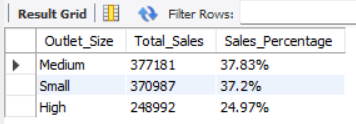 Result Grid Filter Rows:
Outlet_Size Total_Sales Sales_Percentage
Medium 377181 37.83%
Small 370987 37.2%
High 248992 24.97%